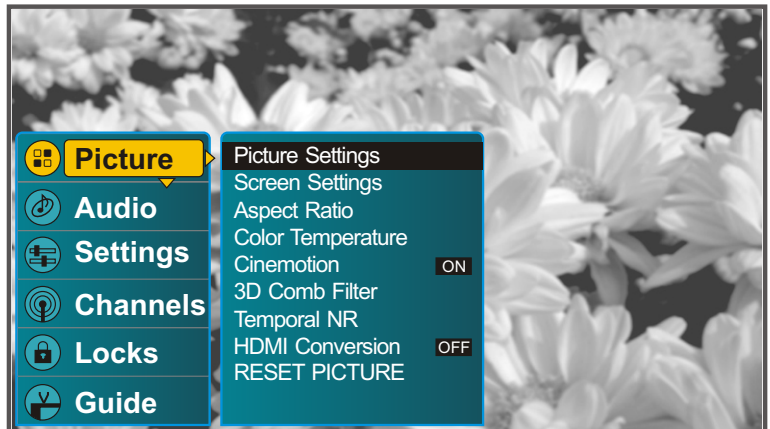 Picture
Audio
Settings
Channels
Locks
Guide
Picture Settings
Screen Settings
Aspect Ratio
Color Temperature
Cinemotion ON
3D Comb Filter
Temporal NR
HDMI Conversion OFF
RESET PICTURE